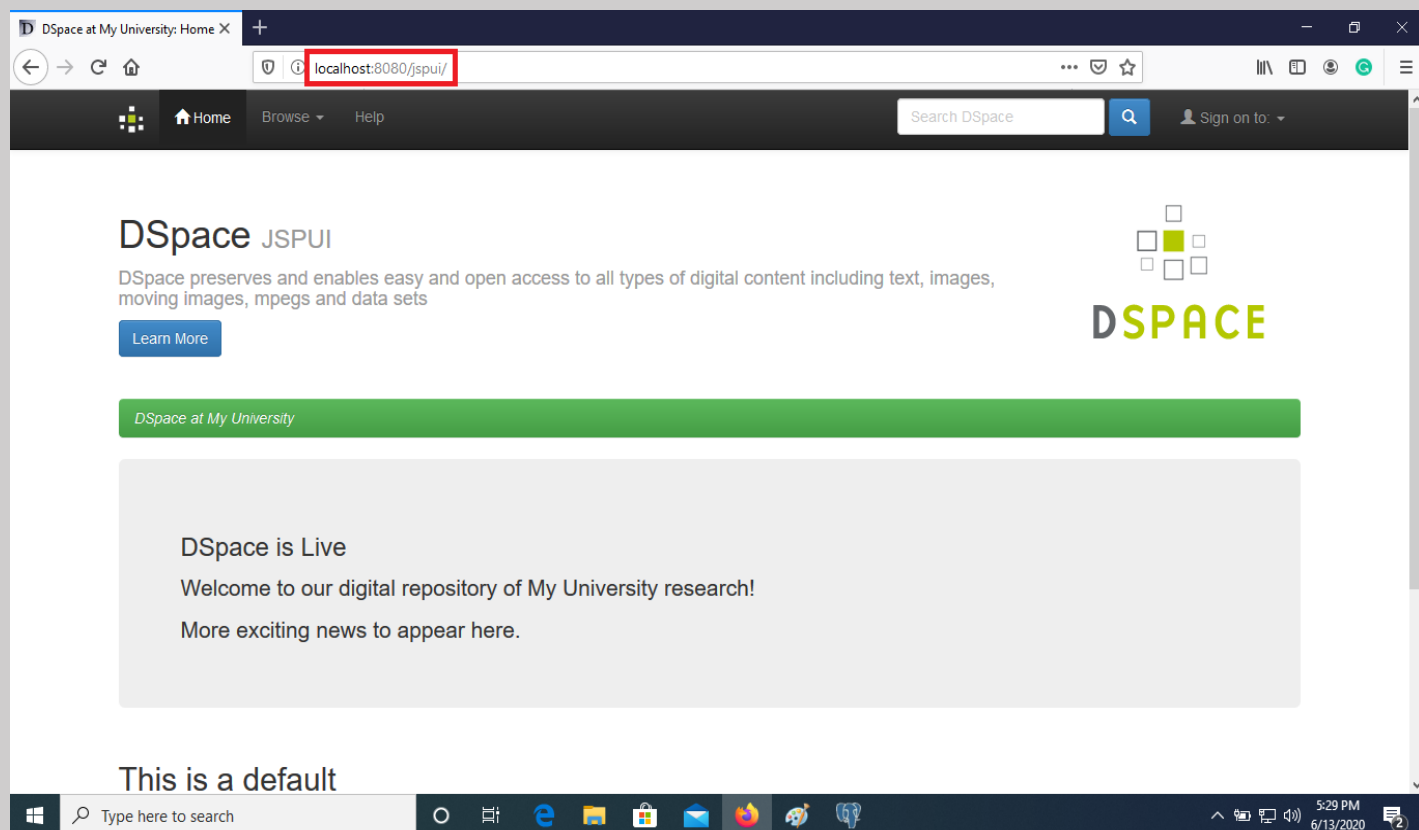 DSpace at My University: Home
localhost:8080/jspui/
Home Browse Help Search DSpace Sign on to:
DSpace JSPUI
DSpace preserves and enables easy and open access to all types of digital content including text, images,
moving images, mpegs and data sets
Learn More
DSPACE
DSpace at My University
DSpace is Live
Welcome to our digital repository of My University research!
More exciting news to appear here.
This is a default
Type here to search
5:29 PM
6/13/2020
2